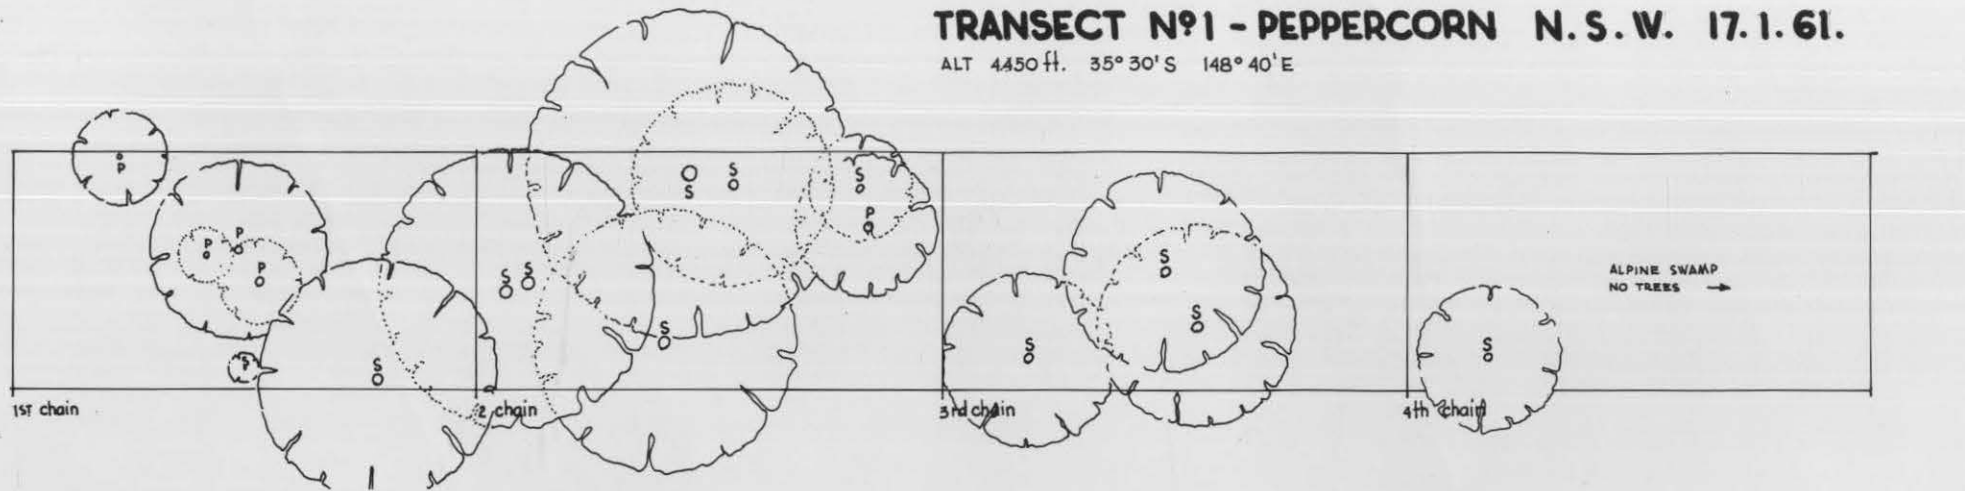 TRANSECT Nº1 - PEPPERCORN N.S.W. 17.1.61.
ALT 4450 ft. 35°30'S 148°40'E
P
S
S
S
P
P
P
P
S
S
S
S
ALPINE SWAMP
NO TREES →
P
S
S
S
S
1ST chain
2 chain
3rd chain
4th chain